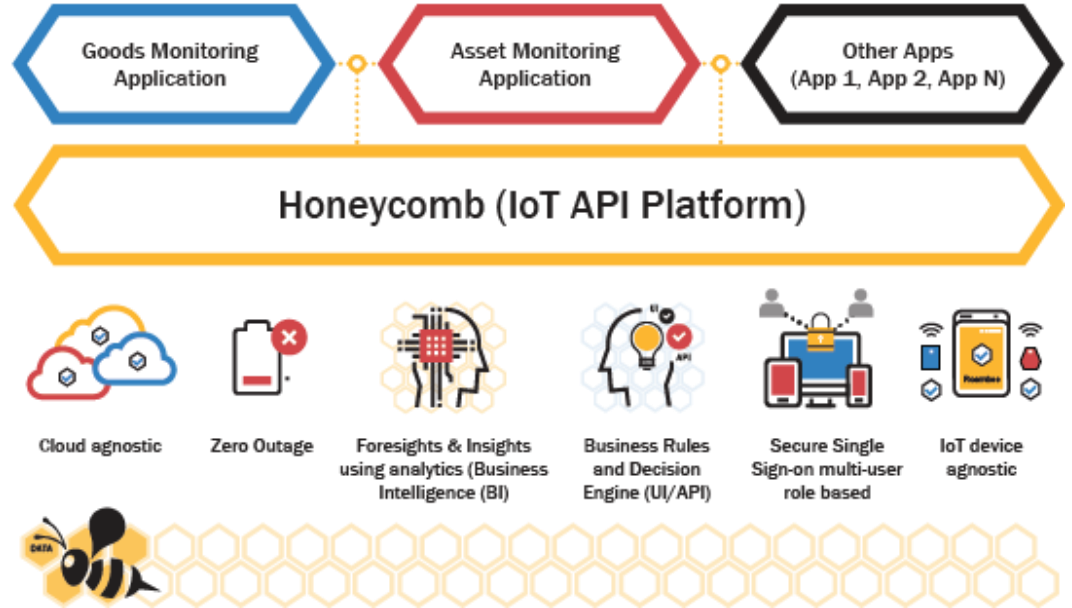 Goods Monitoring
Application
Asset Monitoring
Application
Other Apps
(App 1, App 2, App N)
Honeycomb (IoT API Platform)
UI
API
Roambee
Cloud agnostic
Zero Outage
Foresights & Insights
using analytics (Business
Intelligence (BI)
Business Rules
and Decision
Engine (UI/API)
Secure Single
Sign-on multi-user
role based
IoT device
agnostic
DATA